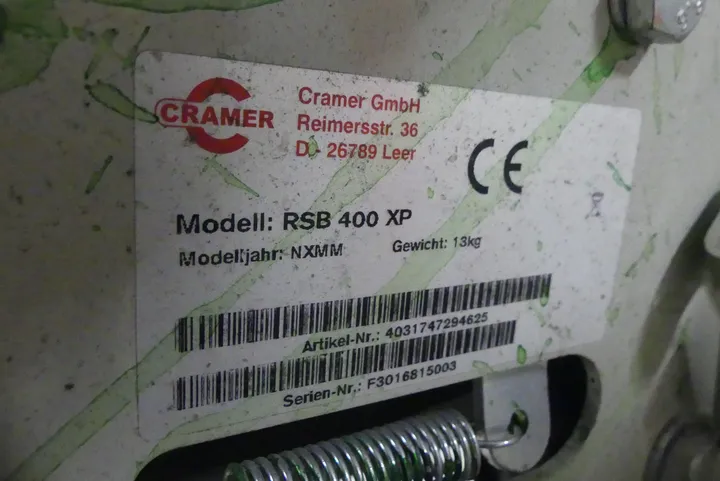 CRAMER
Cramer GmbH
Reimersstr. 36
D - 26789 Leer
CE
Modell: RSB 400 XP
Modelljahr: NXMM
Gewicht: 13kg
Artikel-Nr.: 4031747294625
Serien-Nr.: F3016815003